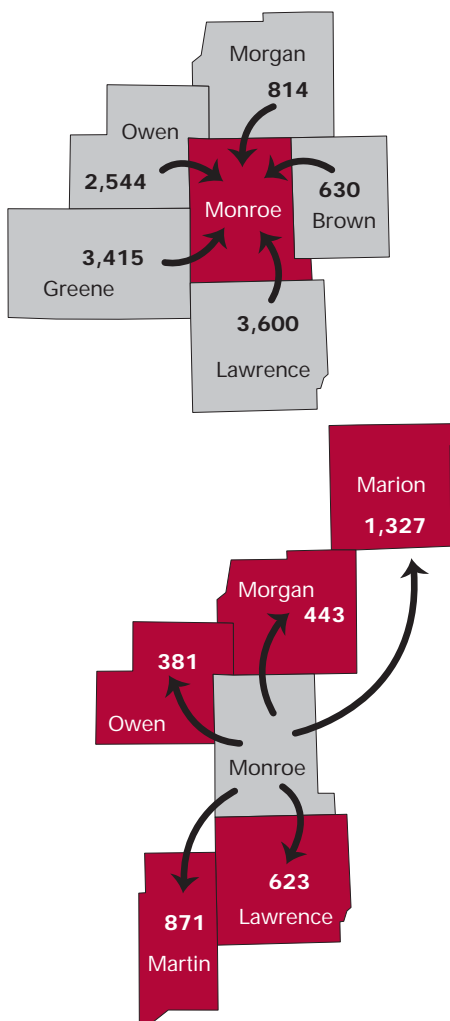 Morgan
814
Owen
2,544
630
Monroe
Brown
3,415
Greene
3,600
Lawrence
Marion
1,327
Morgan
443
381
Owen
Monroe
623
871
Lawrence
Martin